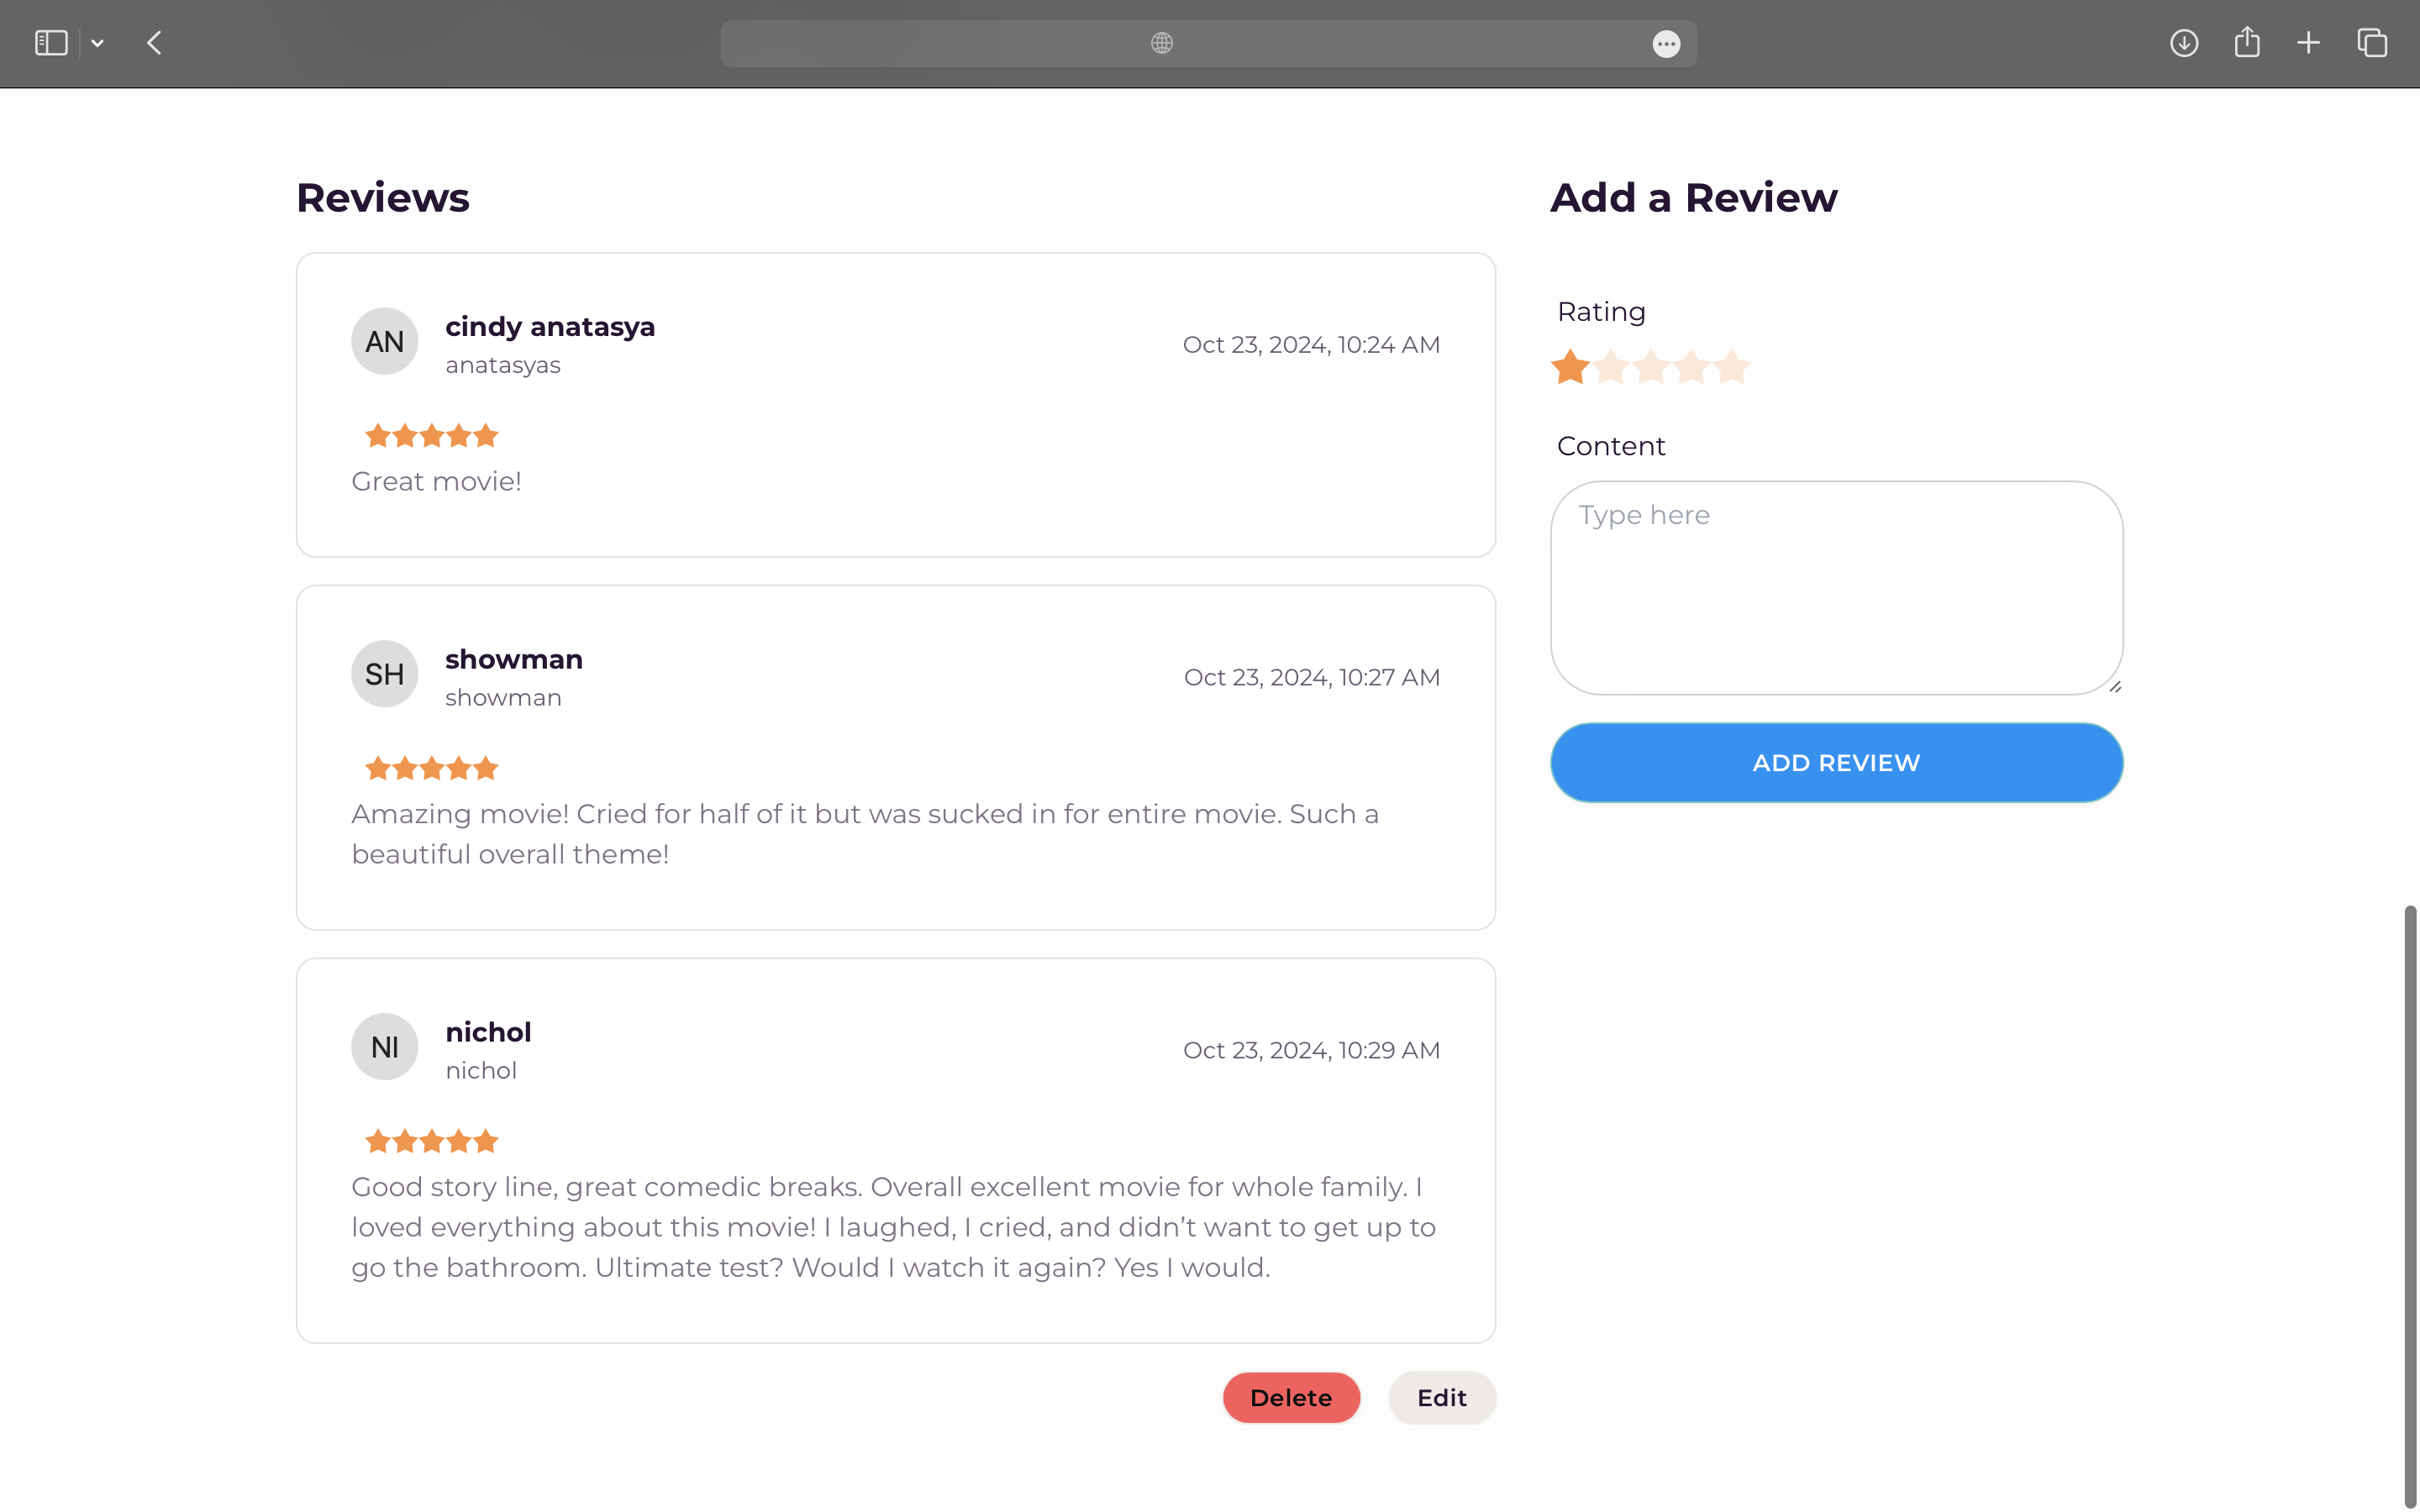 Reviews
AN
cindy anatasya
anatasyas
Oct 23, 2024, 10:24 AM
Great movie!
SH
showman
showman
Oct 23, 2024, 10:27 AM
Amazing movie! Cried for half of it but was sucked in for entire movie. Such a
beautiful overall theme!
NI
nichol
nichol
Oct 23, 2024, 10:29 AM
Good story line, great comedic breaks. Overall excellent movie for whole family. I
loved everything about this movie! I laughed, I cried, and didn’t want to get up to
go the bathroom. Ultimate test? Would I watch it again? Yes I would.
Delete
Edit
Add a Review
Rating
Content
Type here
ADD REVIEW